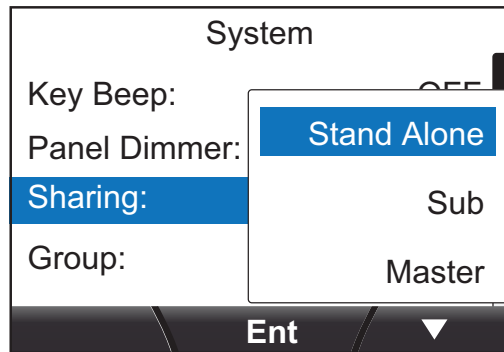 System
Key Beep:
Panel Dimmer:
Stand Alone
Sharing:
Sub
Group:
Master
Ent